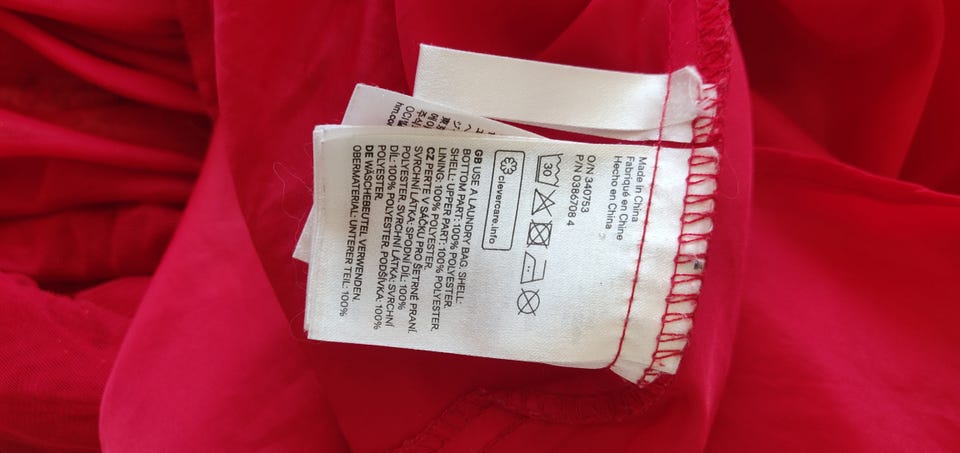 Made in China
Fabriqué en Chine
Hecho en China
O/N 340753
P/N 0386708 4
30
clevercare.info
GB USE A LAUNDRY BAG. SHELL:
BOTTOM PART: 100% POLYESTER.
SHELL: UPPER PART: 100% POLYESTER.
LINING: 100% POLYESTER.
CZ PERTE V SÁČKU PRO ŠETRNÉ PRANÍ.
SVRCHNÍ LÁTKA: SPODNÍ DÍL: 100%
POLYESTER. SVRCHNÍ LÁTKA: SVRCHNÍ
DÍL: 100% POLYESTER. PODŠÍVKA: 100%
POLYESTER.
DE WÄSCHEBEUTEL VERWENDEN.
OBERMATERIAL: UNTERER TEIL: 100%
hm.co